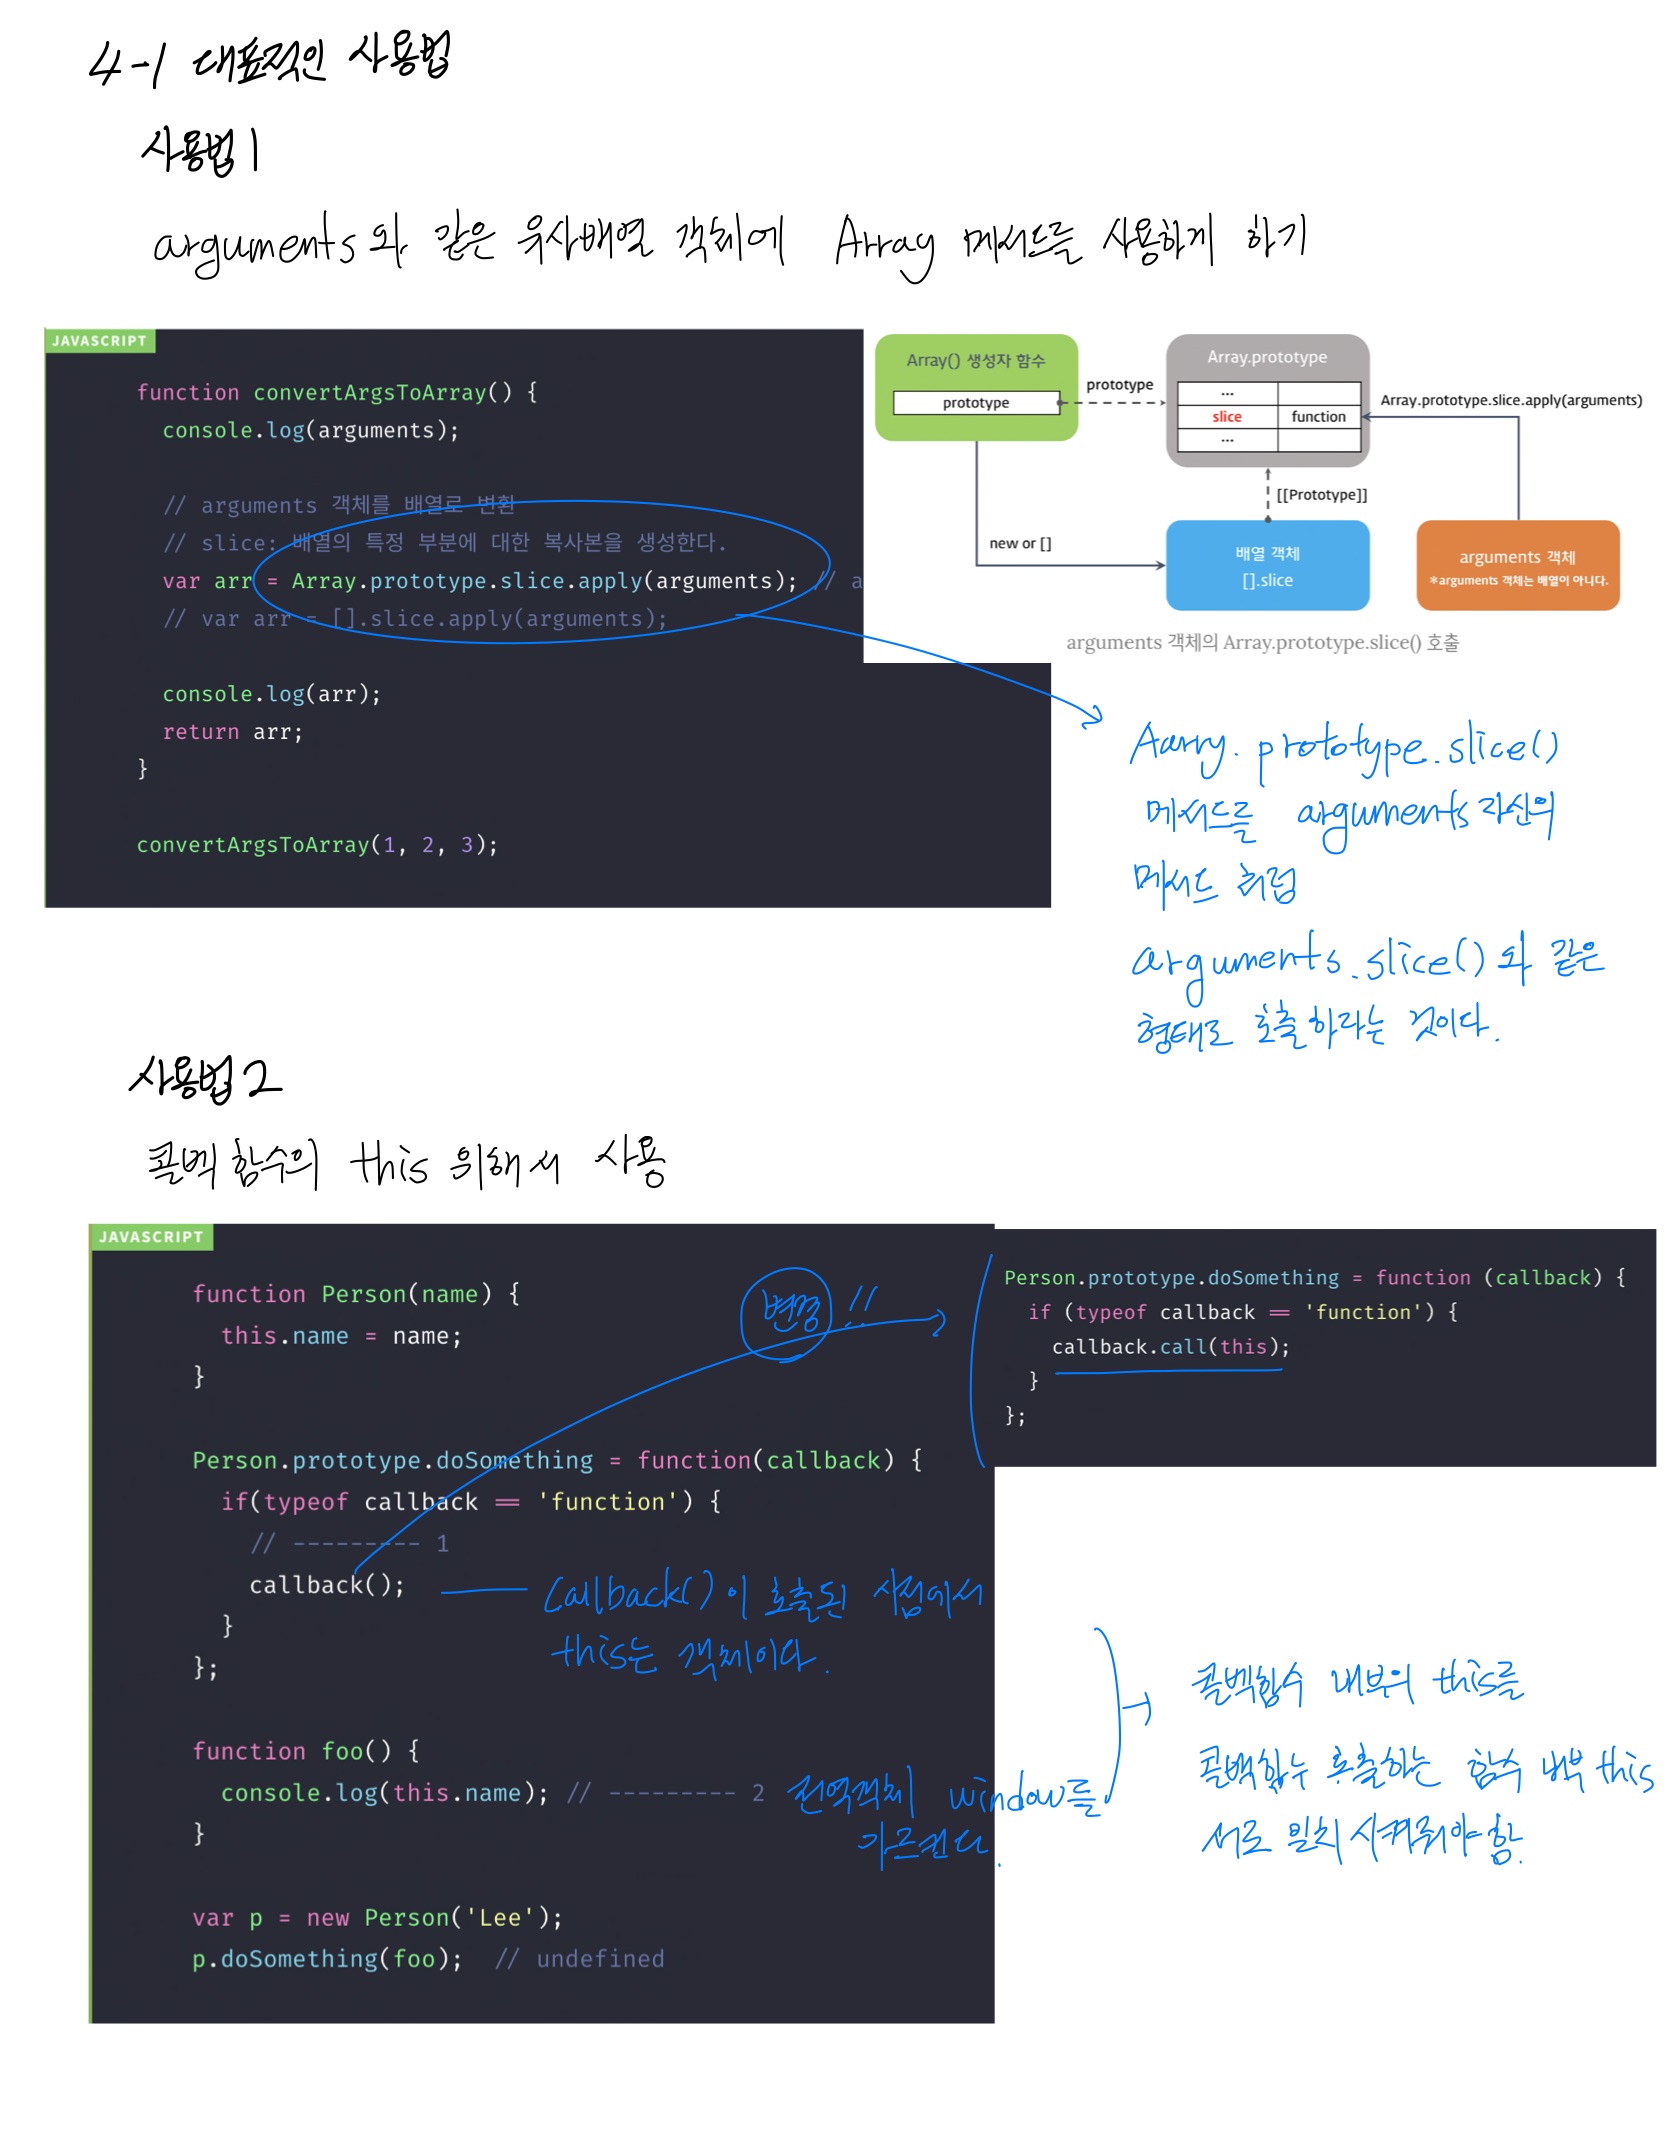 4-1 대표적인 사용법
사용법1
arguments와 같은 유사배열 객체에 Array 메서드를 사용하게 하기
JAVASCRIPT
function convertArgsToArray() {
console.log(arguments);
// arguments 객체를 배열로 변환
// slice: 배열의 특정 부분에 대한 복사본을 생성한다.
var arr = Array.prototype.slice.apply(arguments); // a
// var arr = [].slice.apply(arguments);
console.log(arr);
return arr;
}
convertArgsToArray(1, 2, 3);
Array() 생성자 함수
prototype
prototype
Array.prototype
...
slice function
...
Array.prototype.slice.apply(arguments)
[[Prototype]]
new or []
배열 객체
[].slice
arguments 객체
*arguments 객체는 배열이 아니다.
arguments 객체의 Array.prototype.slice() 호출
Aarry.prototype.slice()
메서드를 arguments 자신의
메서드 처럼
arguments.slice()와 같은
형태로 호출하라는 것이다.
사용법2
콜벡 함수의 this 위해서 사용
JAVASCRIPT
function Person(name) {
this.name = name;
}
Person.prototype.doSomething = function(callback) {
if(typeof callback == 'function') {
// --------- 1
callback();
}
};
function foo() {
console.log(this.name); // --------- 2
}
var p = new Person('Lee');
p.doSomething(foo); // undefined
변경!!
Person.prototype.doSomething = function (callback) {
if (typeof callback == 'function') {
callback.call(this);
}
};
Callback()이 호출된 시점에서
this는 객체이다.
전역객체 window를
가르킨다.
콜벡함수 내부의 this를
콜백함수 호출하는 함수 내부 this
서로 일치시켜줘야함.